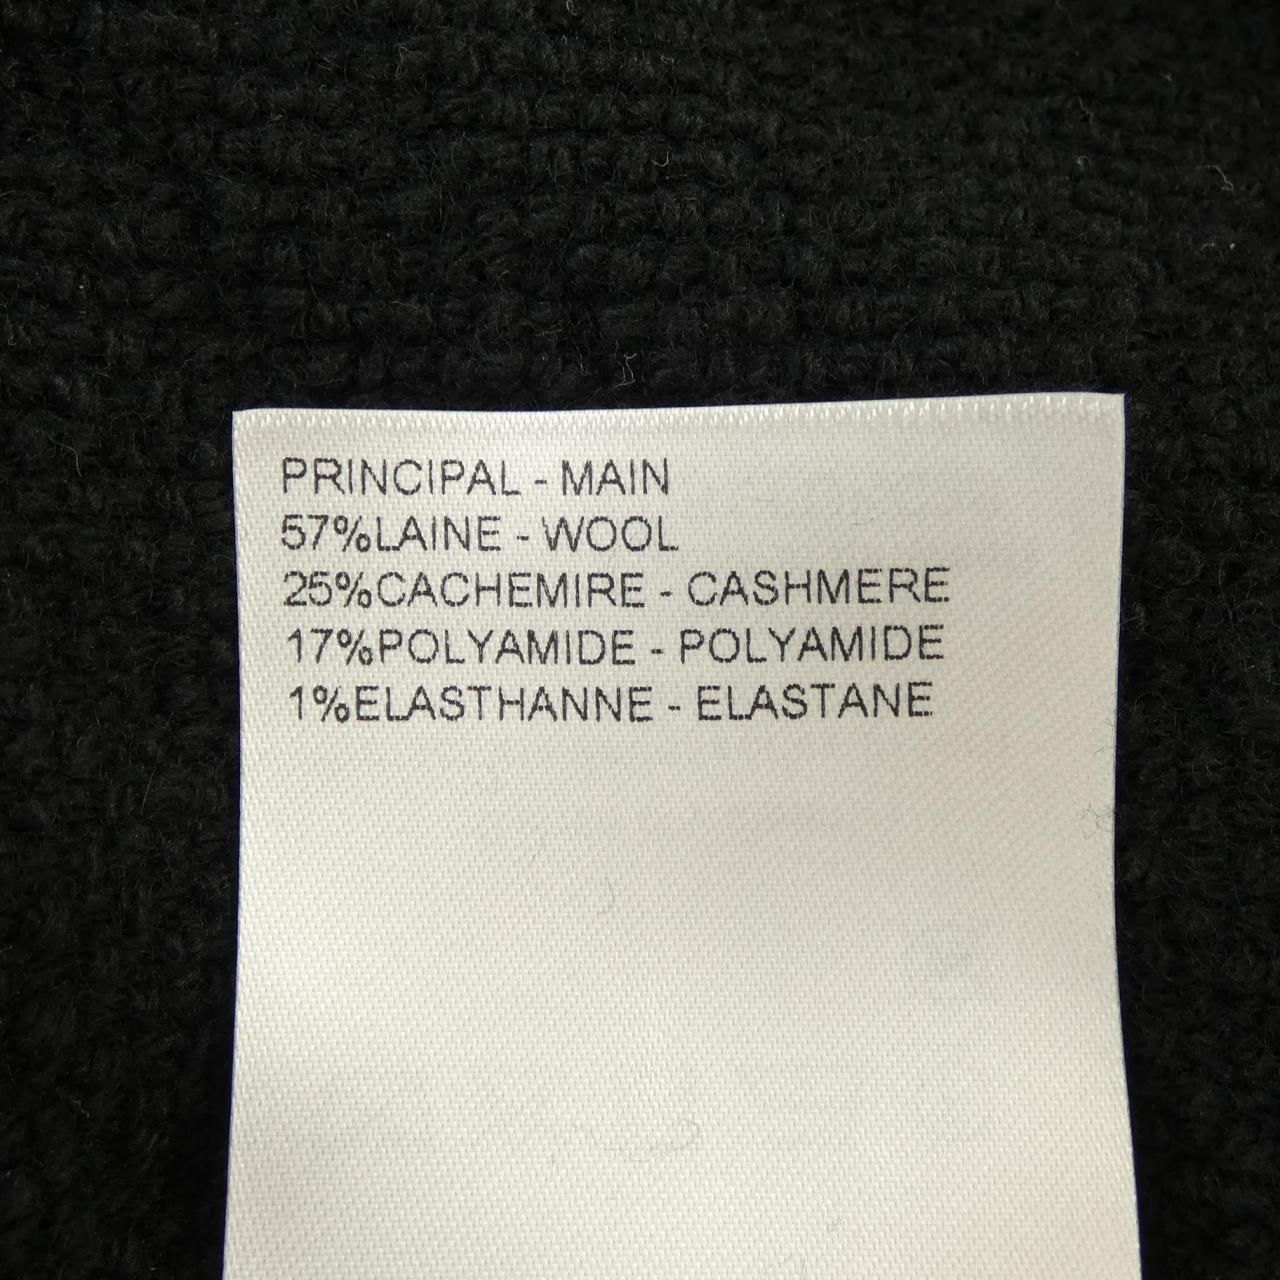 PRINCIPAL - MAIN
57%LAINE - WOOL
25%CACHEMIRE - CASHMERE
17%POLYAMIDE - POLYAMIDE
1%ELASTHANNE - ELASTANE